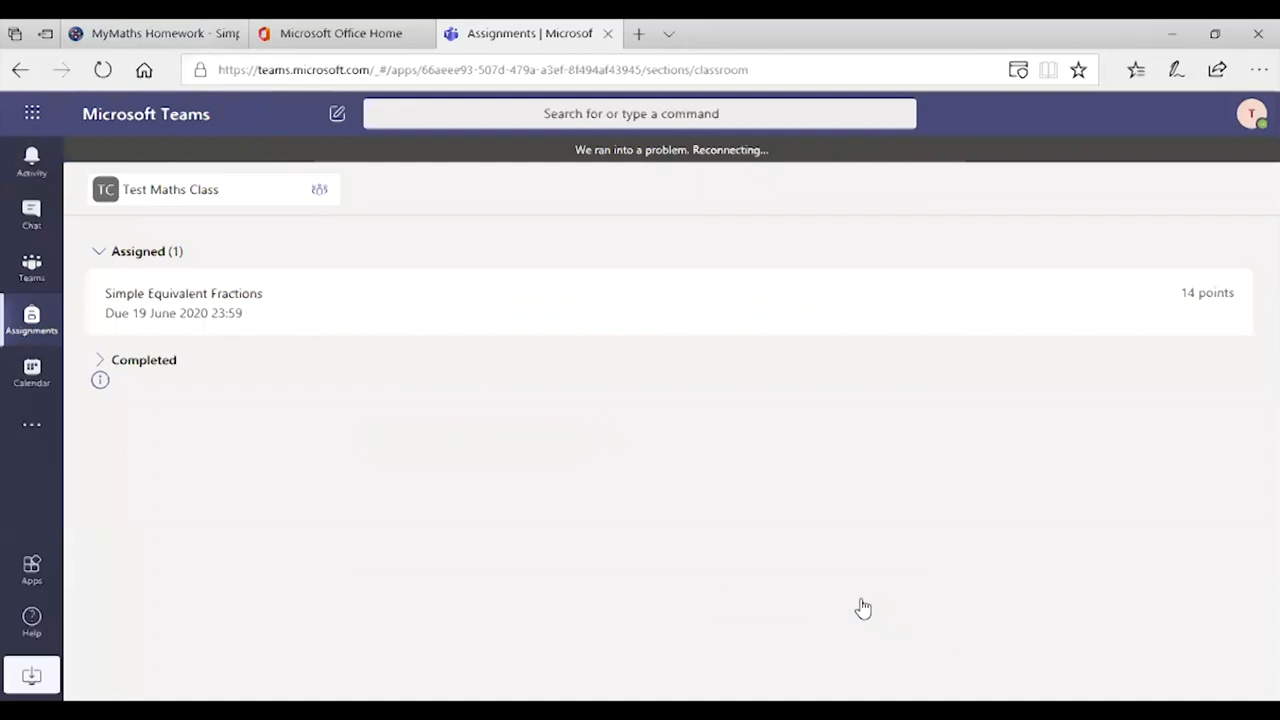 MyMaths Homework - Simp
Microsoft Office Home
Assignments | Microsof
https://teams.microsoft.com/_#/apps/66aeee93-507d-479a-a3ef-8f494af43945/sections/classroom
Microsoft Teams
Search for or type a command
T
We ran into a problem. Reconnecting...
Activity
Chat
Teams
Assignments
Calendar
Apps
Help
TC Test Maths Class
Assigned (1)
Simple Equivalent Fractions
14 points
Due 19 June 2020 23:59
Completed